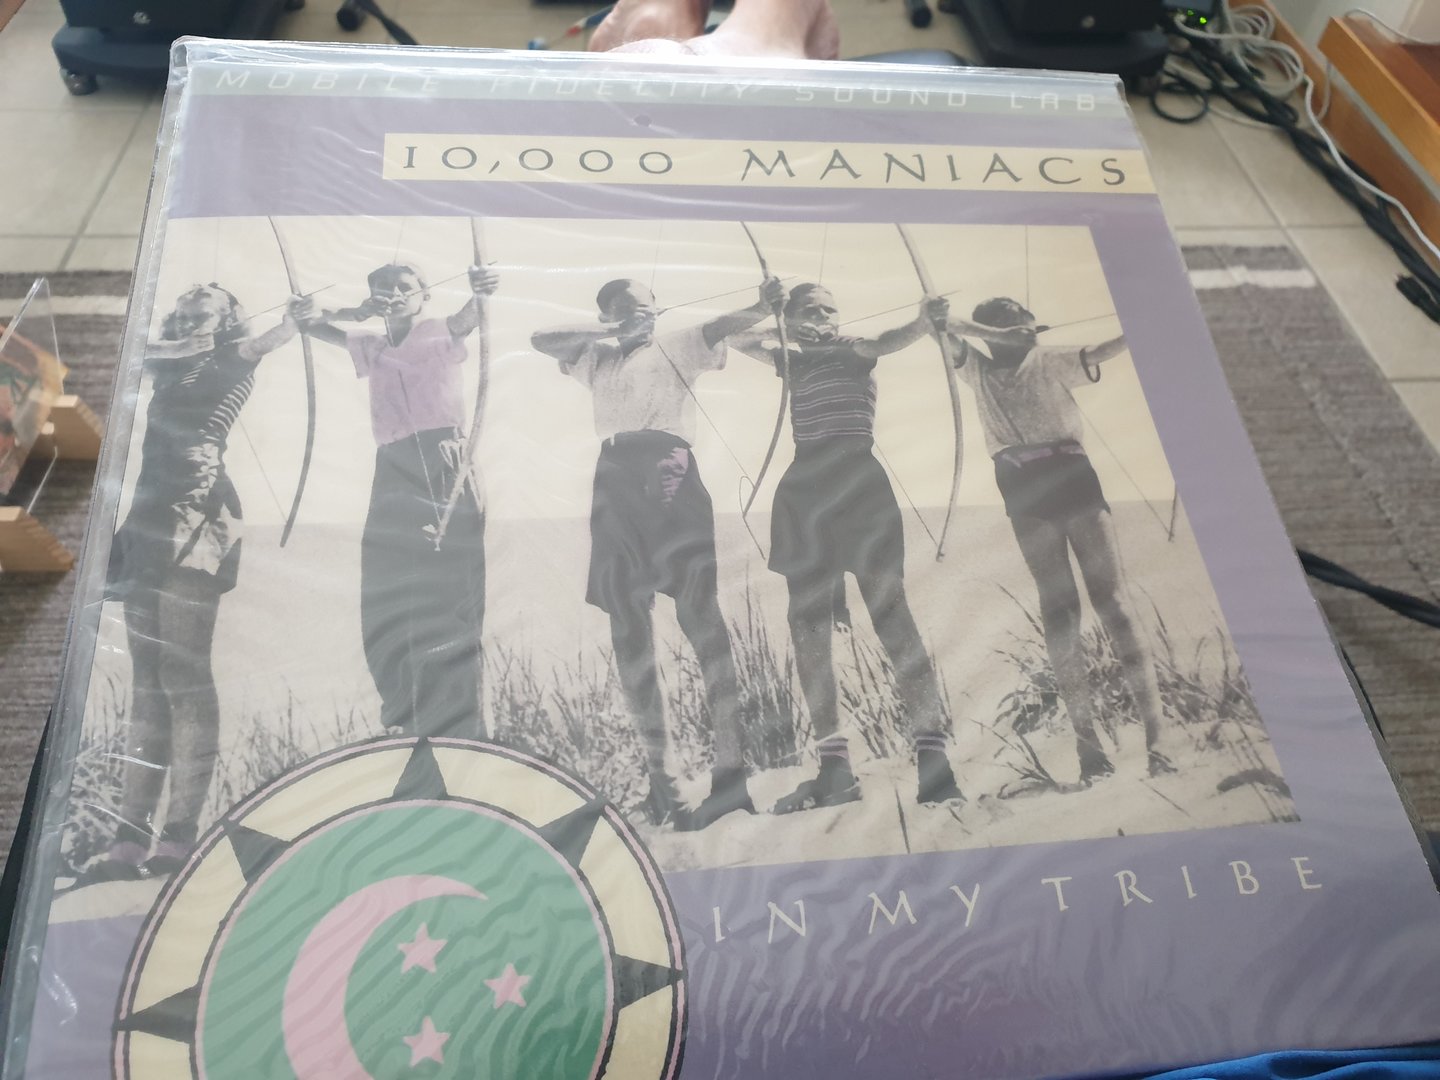 MOBILE FIDELITY SOUND LAB
10,000 MANIACS
IN MY TRIBE